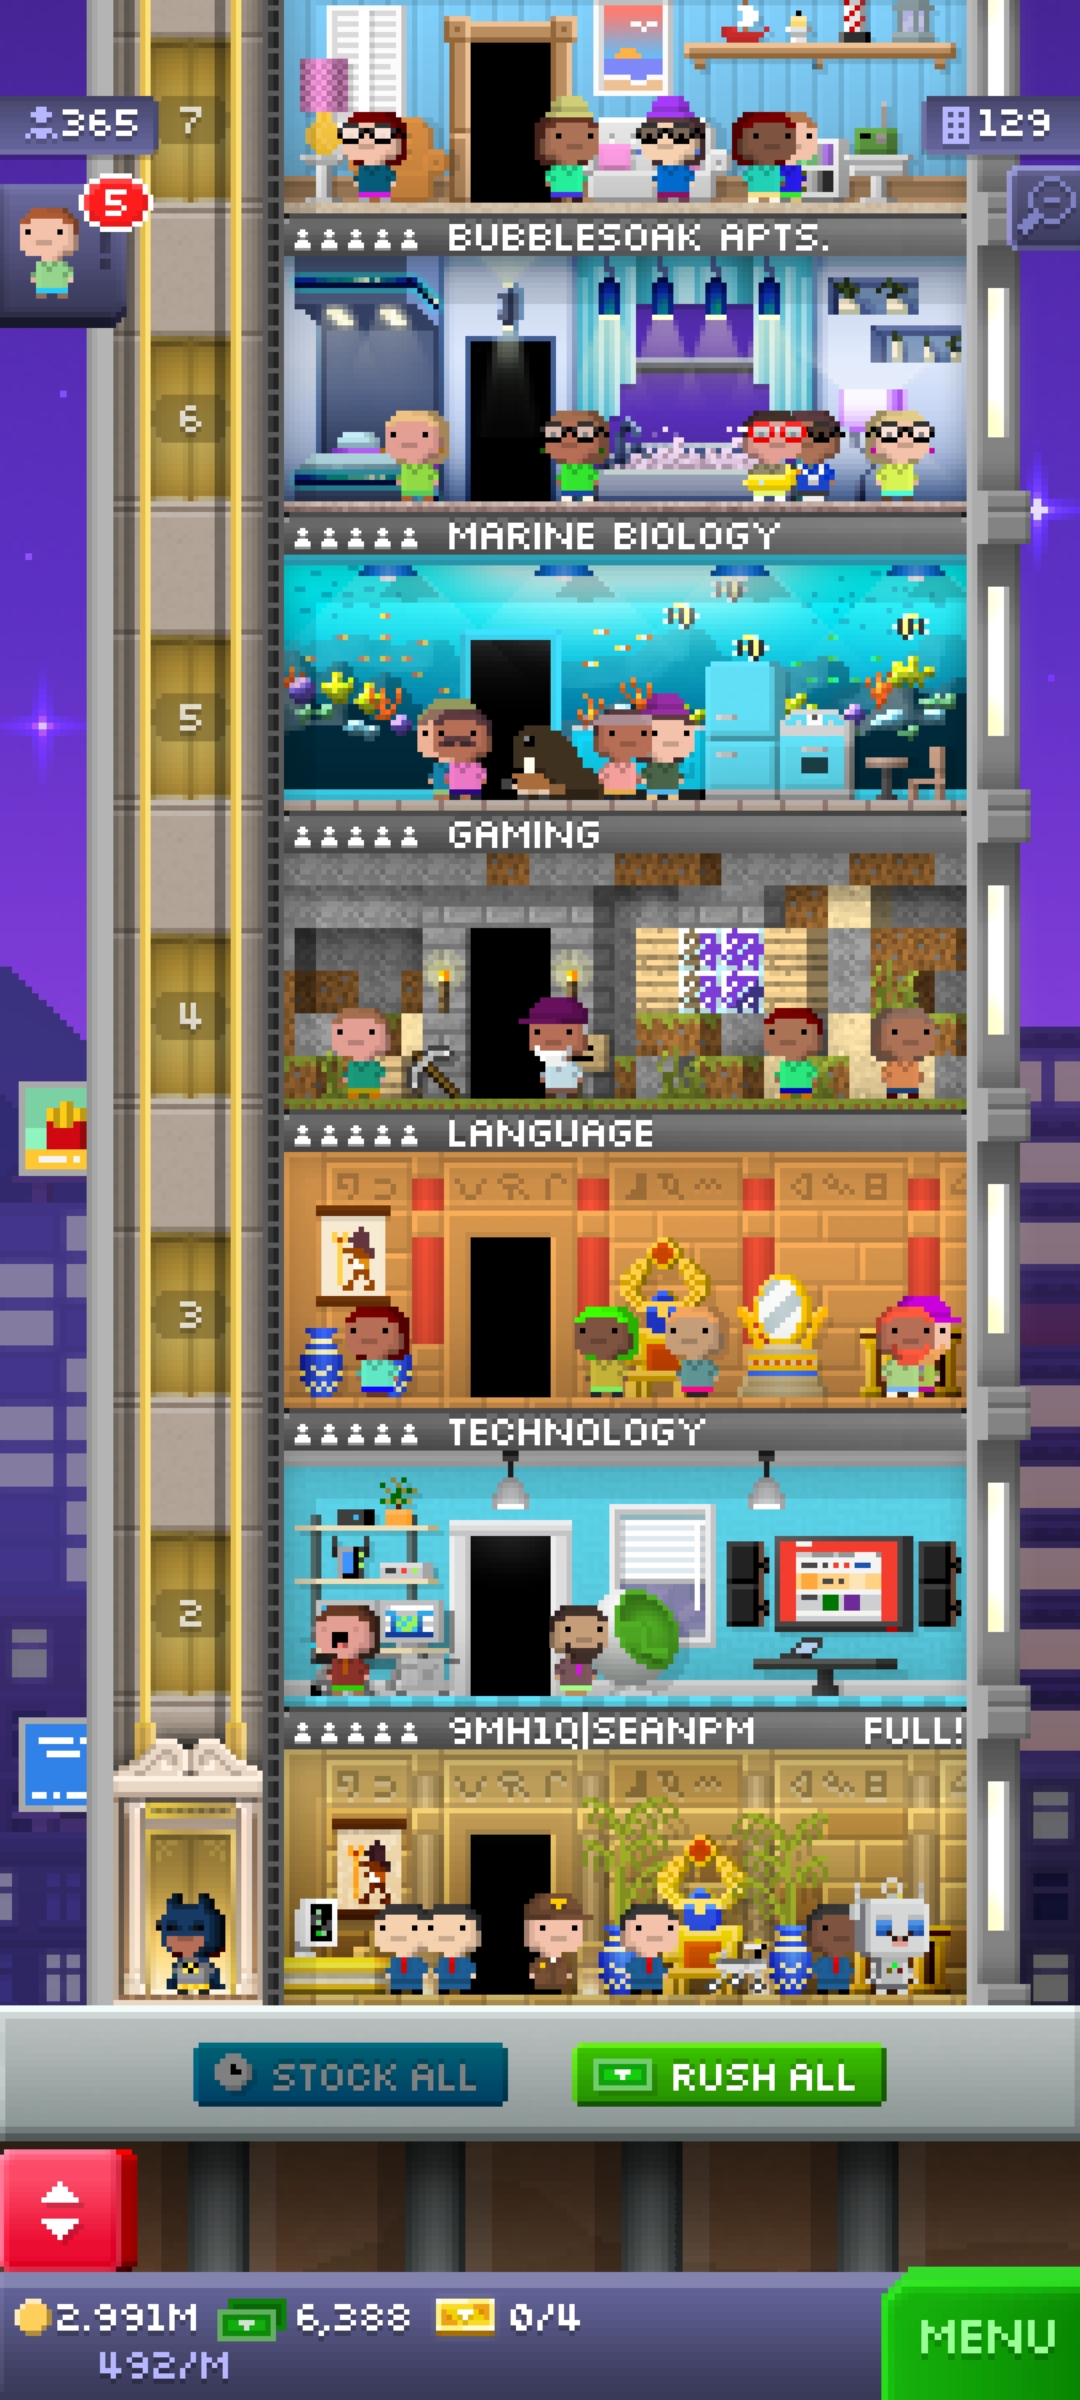 7
365
129
5
BUBBLESOAK APTS.
6
MARINE BIOLOGY
5
GAMING
4
LANGUAGE
3
TECHNOLOGY
2
9MH1Q|SEANPM FULL!
STOCK ALL
RUSH ALL
2.991M 6,388 0/4
492/M
MENU